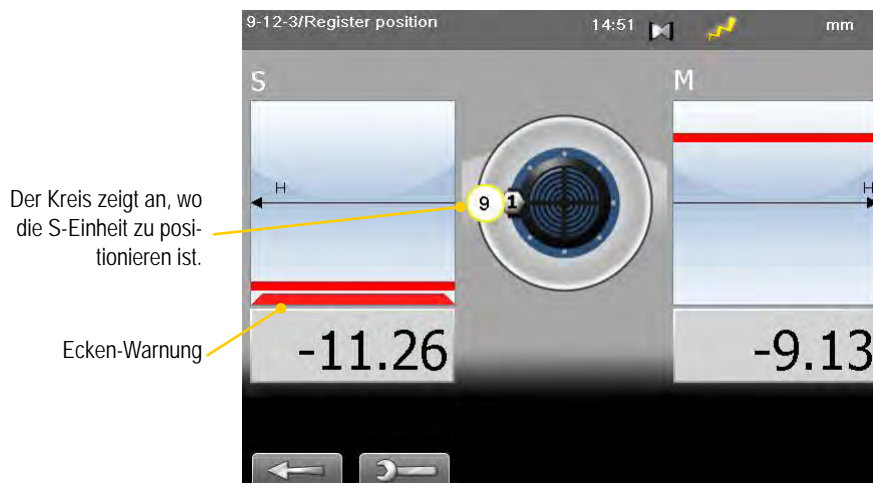 9-12-3/Register position 14:51 mm
S
M
H
H
Der Kreis zeigt an, wo
die S-Einheit zu posi-
tionieren ist.
9 1
Ecken-Warnung
-11.26
-9.13